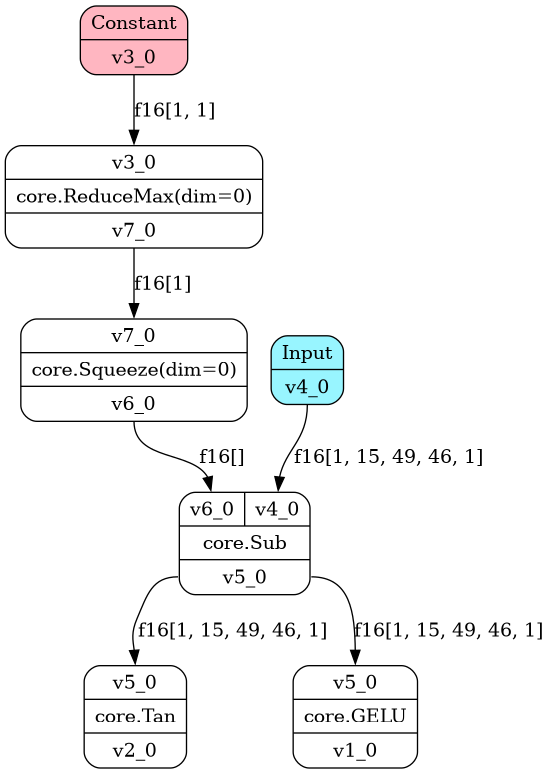 Constant
v3_0
f16[1, 1]
v3_0
core.ReduceMax(dim=0)
v7_0
f16[1]
v7_0
core.Squeeze(dim=0)
v6_0
Input
v4_0
f16[]
f16[1, 15, 49, 46, 1]
v6_0 v4_0
core.Sub
v5_0
f16[1, 15, 49, 46, 1]
f16[1, 15, 49, 46, 1]
v5_0
core.Tan
v2_0
v5_0
core.GELU
v1_0